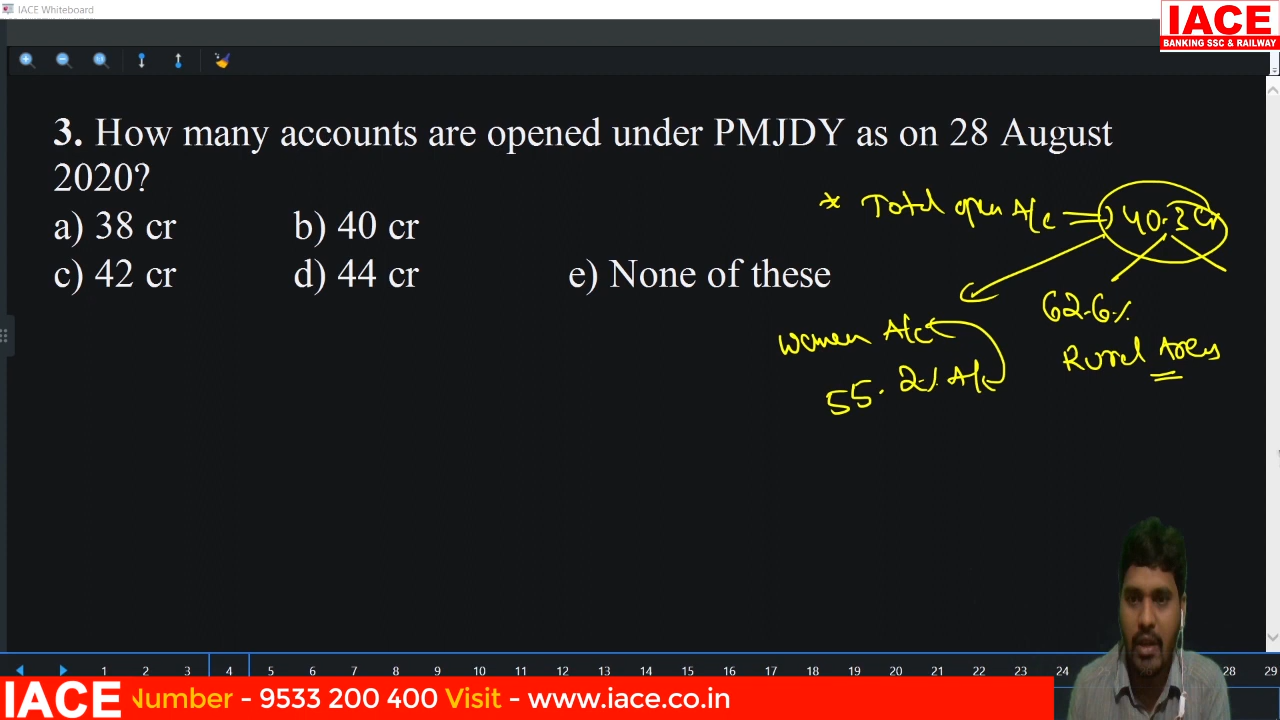 IACE Whiteboard
IACE
BANKING SSC & RAILWAY
3. How many accounts are opened under PMJDY as on 28 August
2020?
a) 38 cr b) 40 cr
c) 42 cr d) 44 cr e) None of these
* Total open A/c => 40.3 Cr
62.6%
Rural Areas
women A/c
55.2% A/c
1 2 3 4 5 6 7 8 9 10 11 12 13 14 15 16 17 18 19 20 21 22 23 24 28 29
IACE Number - 9533 200 400 Visit - www.iace.co.in